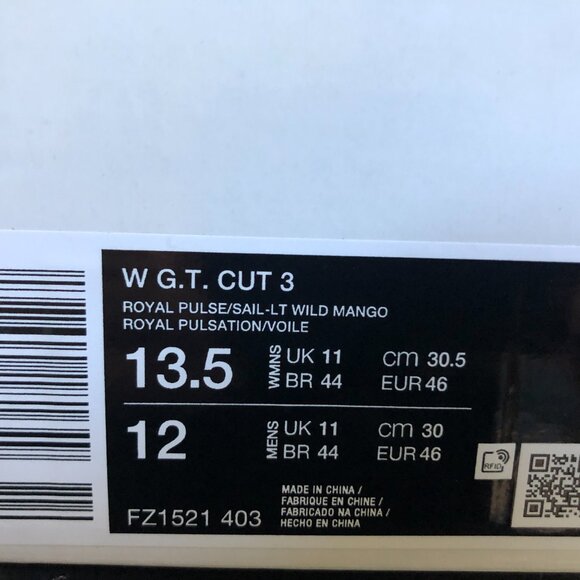 W G.T. CUT 3
ROYAL PULSE/SAIL-LT WILD MANGO
ROYAL PULSATION/VOILE
13.5 WMNS UK 11 cm 30.5
BR 44 EUR 46
12 MENS UK 11 cm 30
BR 44 EUR 46
MADE IN CHINA /
FABRIQUE EN CHINE /
FABRICADO NA CHINA /
HECHO EN CHINA
FZ1521 403
RFID